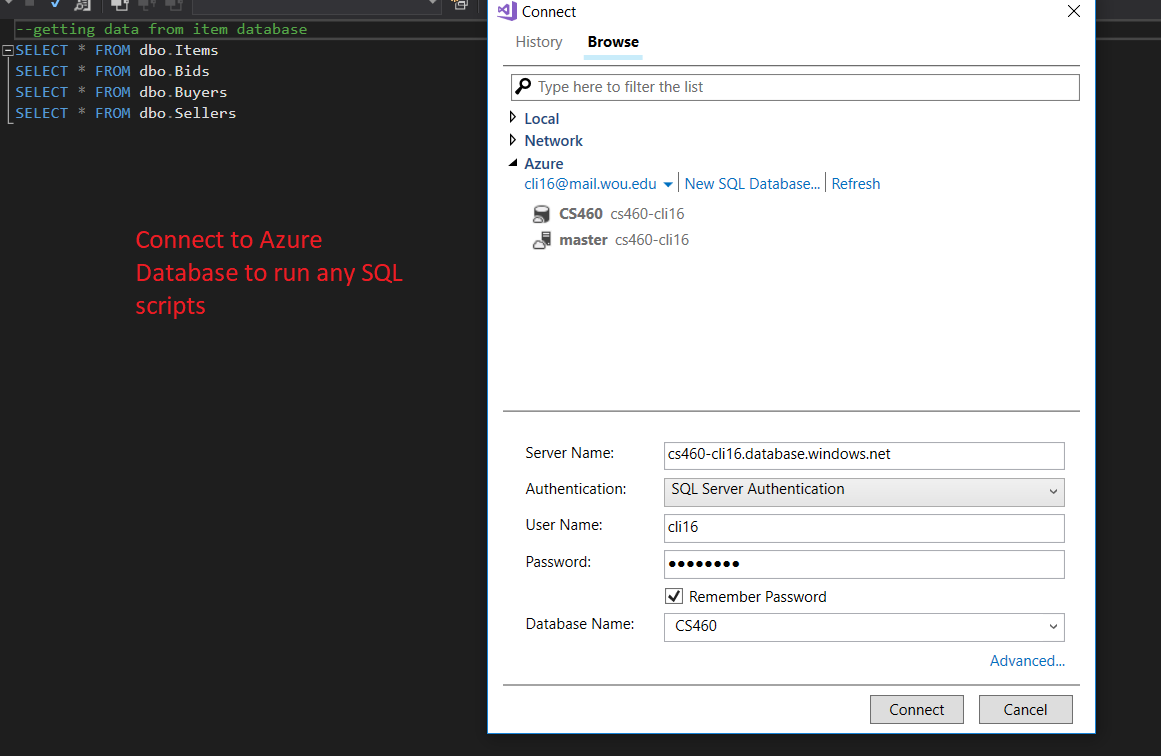 --getting data from item database
SELECT * FROM dbo.Items
SELECT * FROM dbo.Bids
SELECT * FROM dbo.Buyers
SELECT * FROM dbo.Sellers
Connect to Azure
Database to run any SQL
scripts
Connect
History Browse
Type here to filter the list
Local
Network
Azure
cli16@mail.wou.edu New SQL Database... Refresh
CS460 cs460-cli16
master cs460-cli16
Server Name: cs460-cli16.database.windows.net
Authentication: SQL Server Authentication
User Name: cli16
Password: ●●●●●●●●
Remember Password
Database Name: CS460
Advanced...
Connect Cancel